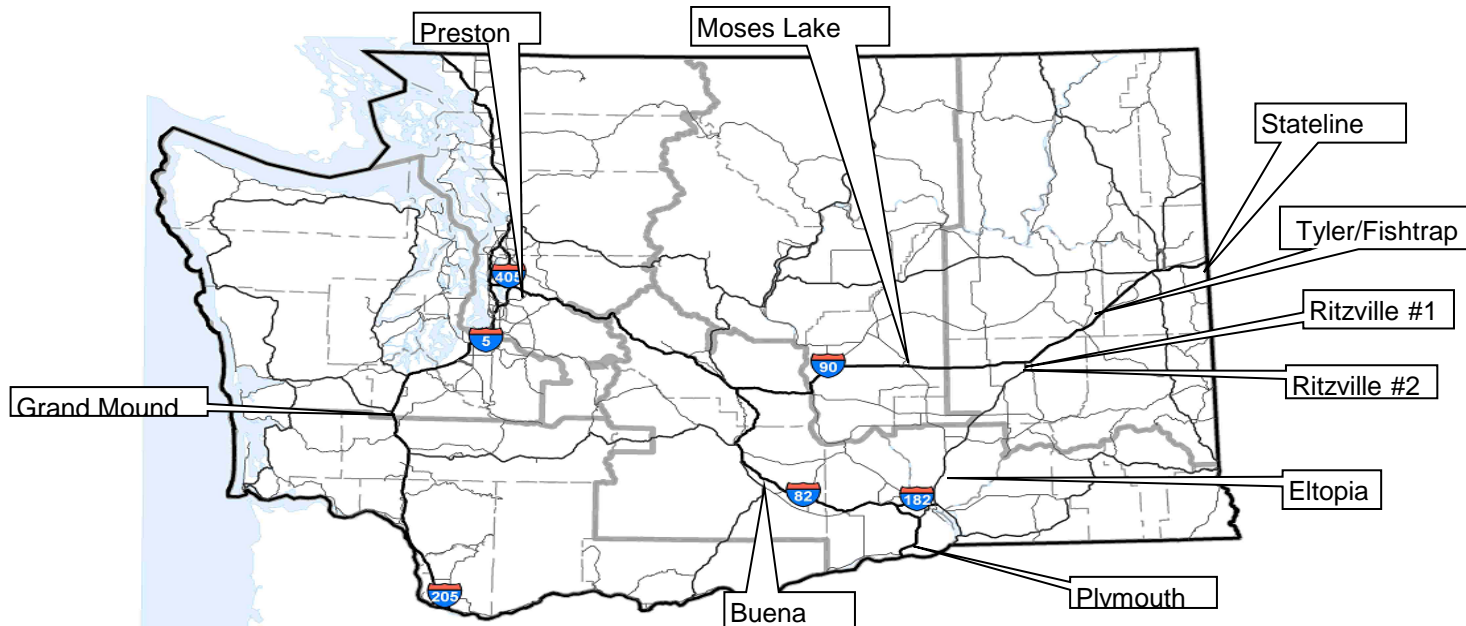 Preston
Moses Lake
Stateline
Tyler/Fishtrap
405
Ritzville #1
5
90
Ritzville #2
Grand Mound
82
182
Eltopia
205
Plymouth
Buena